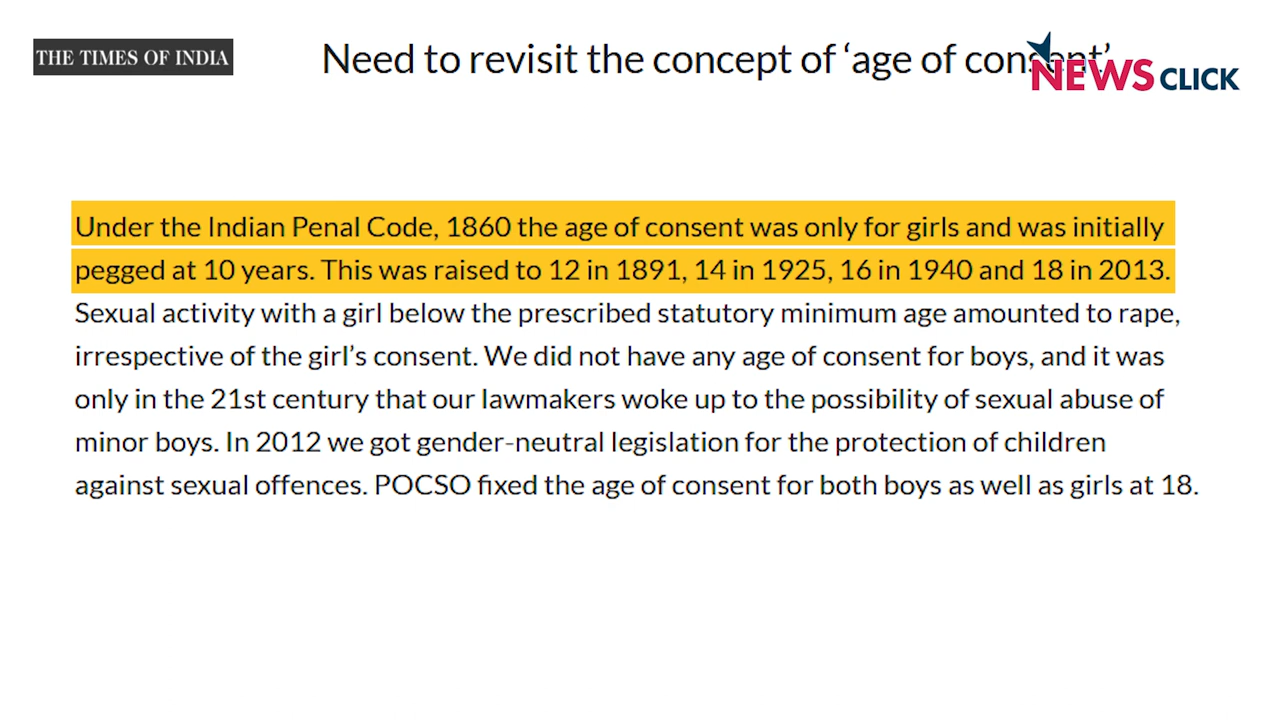 THE TIMES OF INDIA
Need to revisit the concept of ‘age of consent’
NEWSCLICK
Under the Indian Penal Code, 1860 the age of consent was only for girls and was initially
pegged at 10 years. This was raised to 12 in 1891, 14 in 1925, 16 in 1940 and 18 in 2013.
Sexual activity with a girl below the prescribed statutory minimum age amounted to rape,
irrespective of the girl’s consent. We did not have any age of consent for boys, and it was
only in the 21st century that our lawmakers woke up to the possibility of sexual abuse of
minor boys. In 2012 we got gender-neutral legislation for the protection of children
against sexual offences. POCSO fixed the age of consent for both boys as well as girls at 18.